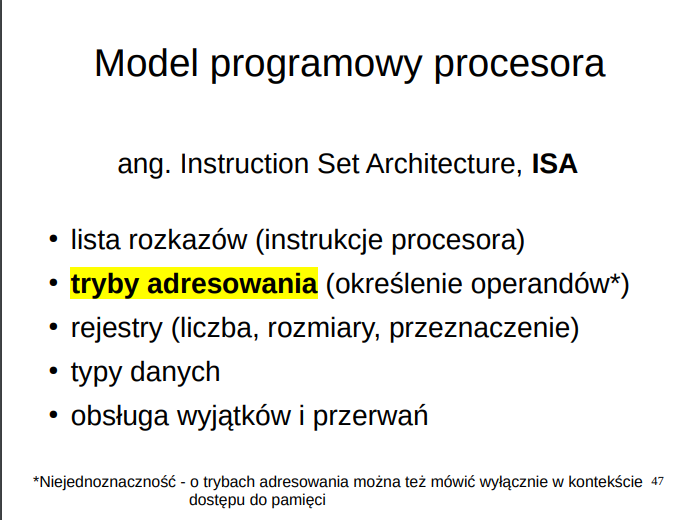 Model programowy procesora
ang. Instruction Set Architecture, ISA
• lista rozkazów (instrukcje procesora)
• tryby adresowania (określenie operandów*)
• rejestry (liczba, rozmiary, przeznaczenie)
• typy danych
• obsługa wyjątków i przerwań
*Niejednoznaczność - o trybach adresowania można też mówić wyłącznie w kontekście 47
dostępu do pamięci